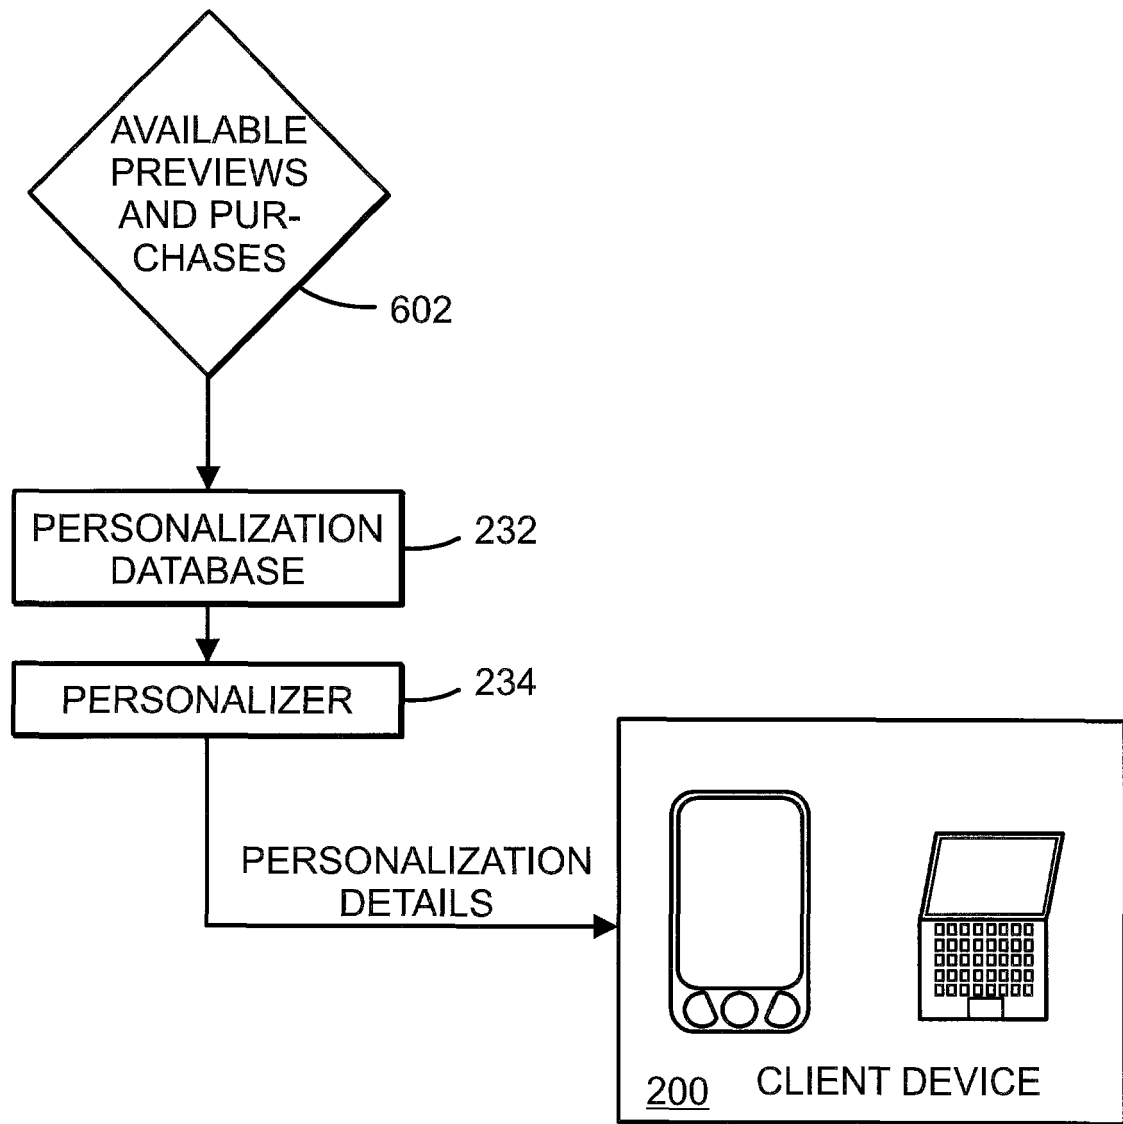 AVAILABLE
PREVIEWS
AND PUR-
CHASES
602
PERSONALIZATION
DATABASE
232
PERSONALIZER
234
PERSONALIZATION
DETAILS
200
CLIENT DEVICE